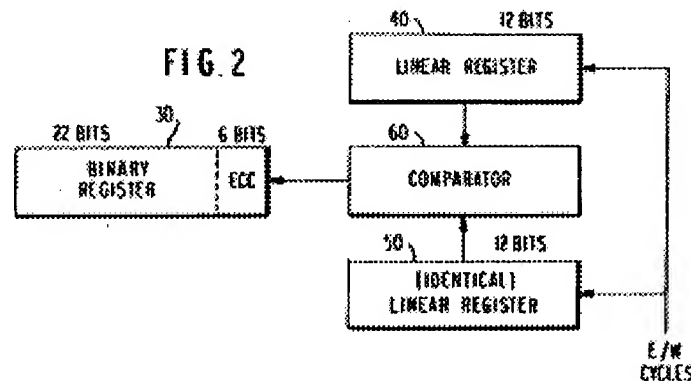 FIG. 2
40
12 BITS
LINEAR REGISTER
30
22 BITS
6 BITS
BINARY
REGISTER
ECC
60
COMPARATOR
50
12 BITS
(IDENTICAL)
LINEAR REGISTER
E/W
CYCLES